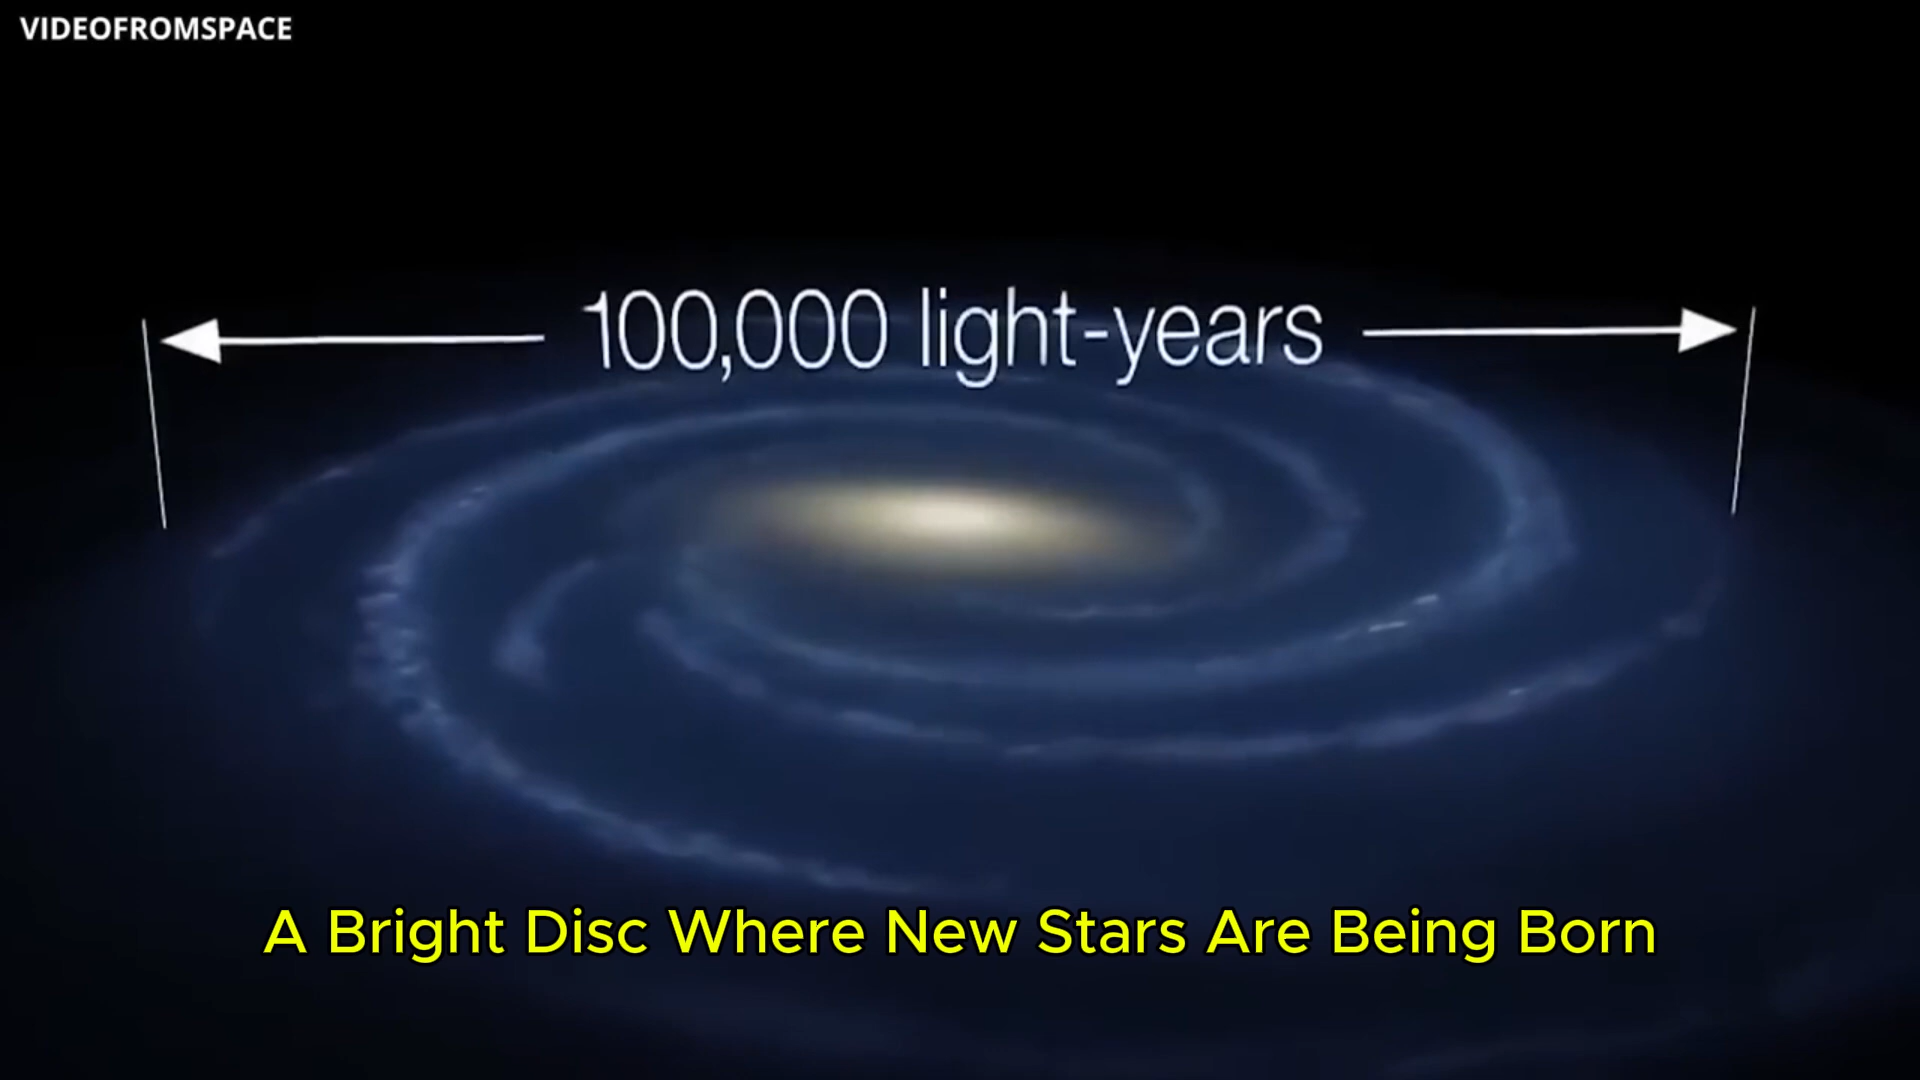 VIDEOFROMSPACE
100,000 light-years
A Bright Disc Where New Stars Are Being Born